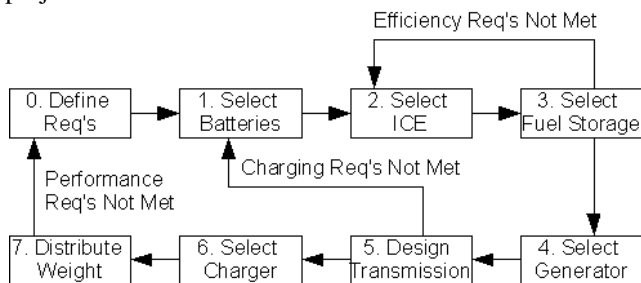 Efficiency Req's Not Met
0. Define
Req's
1. Select
Batteries
2. Select
ICE
3. Select
Fuel Storage
Performance
Req's Not Met
Charging Req's Not Met
7. Distribute
Weight
6. Select
Charger
5. Design
Transmission
4. Select
Generator